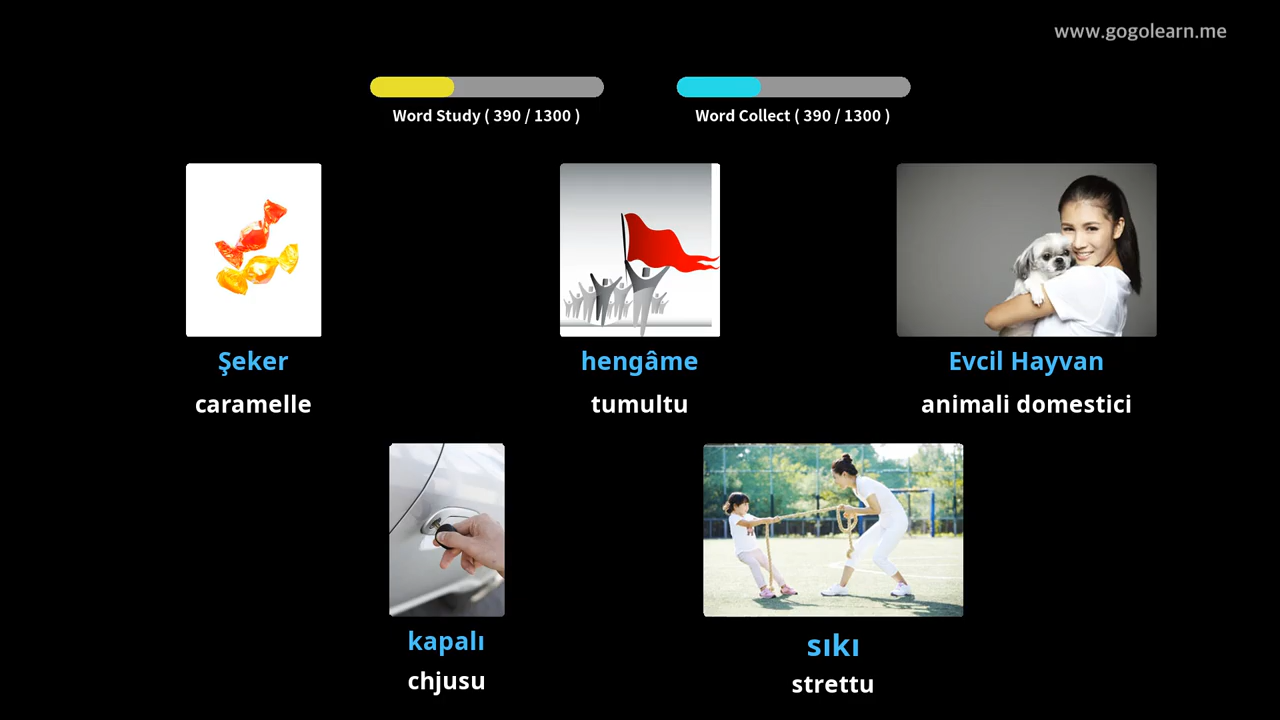 www.gogolearn.me
Word Study ( 390 / 1300 )
Word Collect ( 390 / 1300 )
Şeker
caramelle
hengâme
tumultu
Evcil Hayvan
animali domestici
kapalı
chjusu
sıkı
strettu